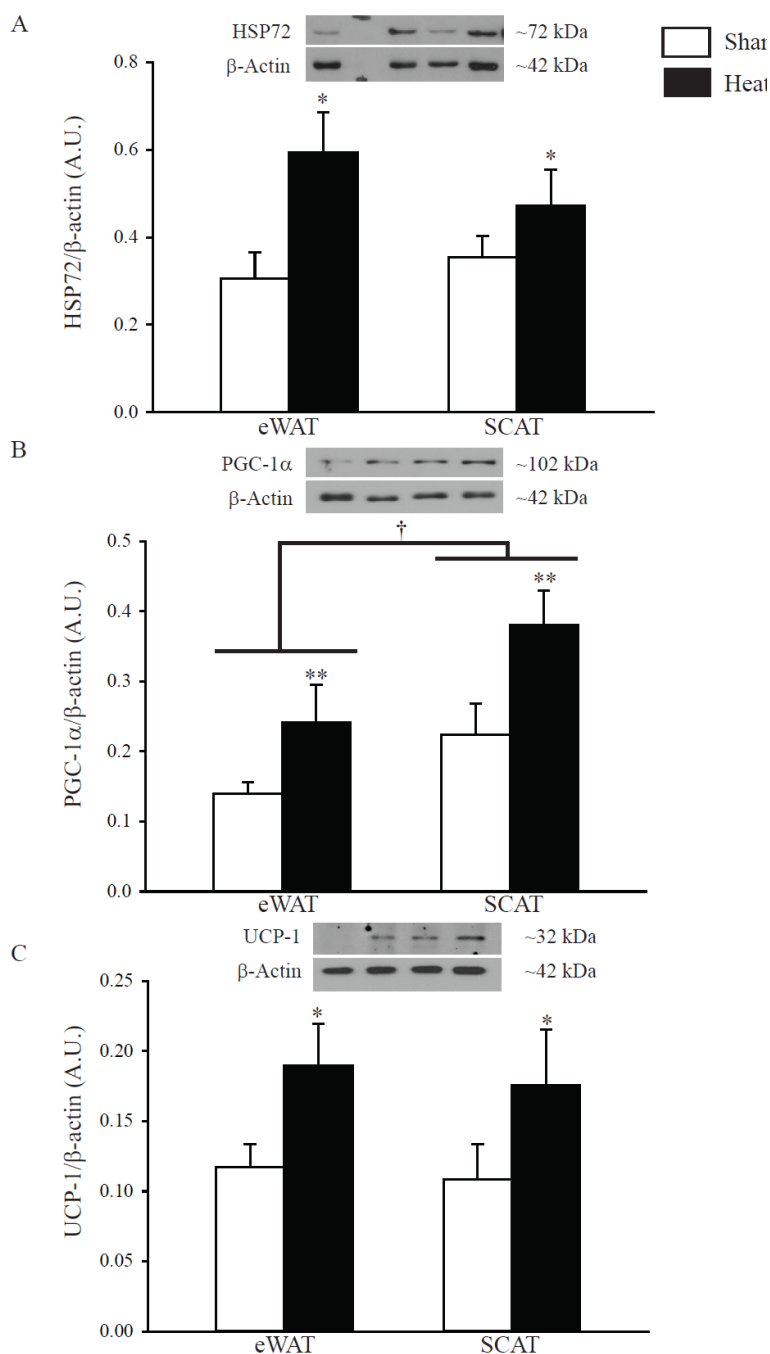 A
HSP72 ~72 kDa
β-Actin ~42 kDa
Sham
Heat
0.8
0.6
0.4
0.2
0.0
HSP72/β-actin (A.U.)
* *
eWAT SCAT
B
PGC-1α ~102 kDa
β-Actin ~42 kDa
†
0.5
0.4
0.3
0.2
0.1
0.0
PGC-1α/β-actin (A.U.)
** **
eWAT SCAT
C
UCP-1 ~32 kDa
β-Actin ~42 kDa
0.25
0.20
0.15
0.10
0.05
0.00
UCP-1/β-actin (A.U.)
* *
eWAT SCAT